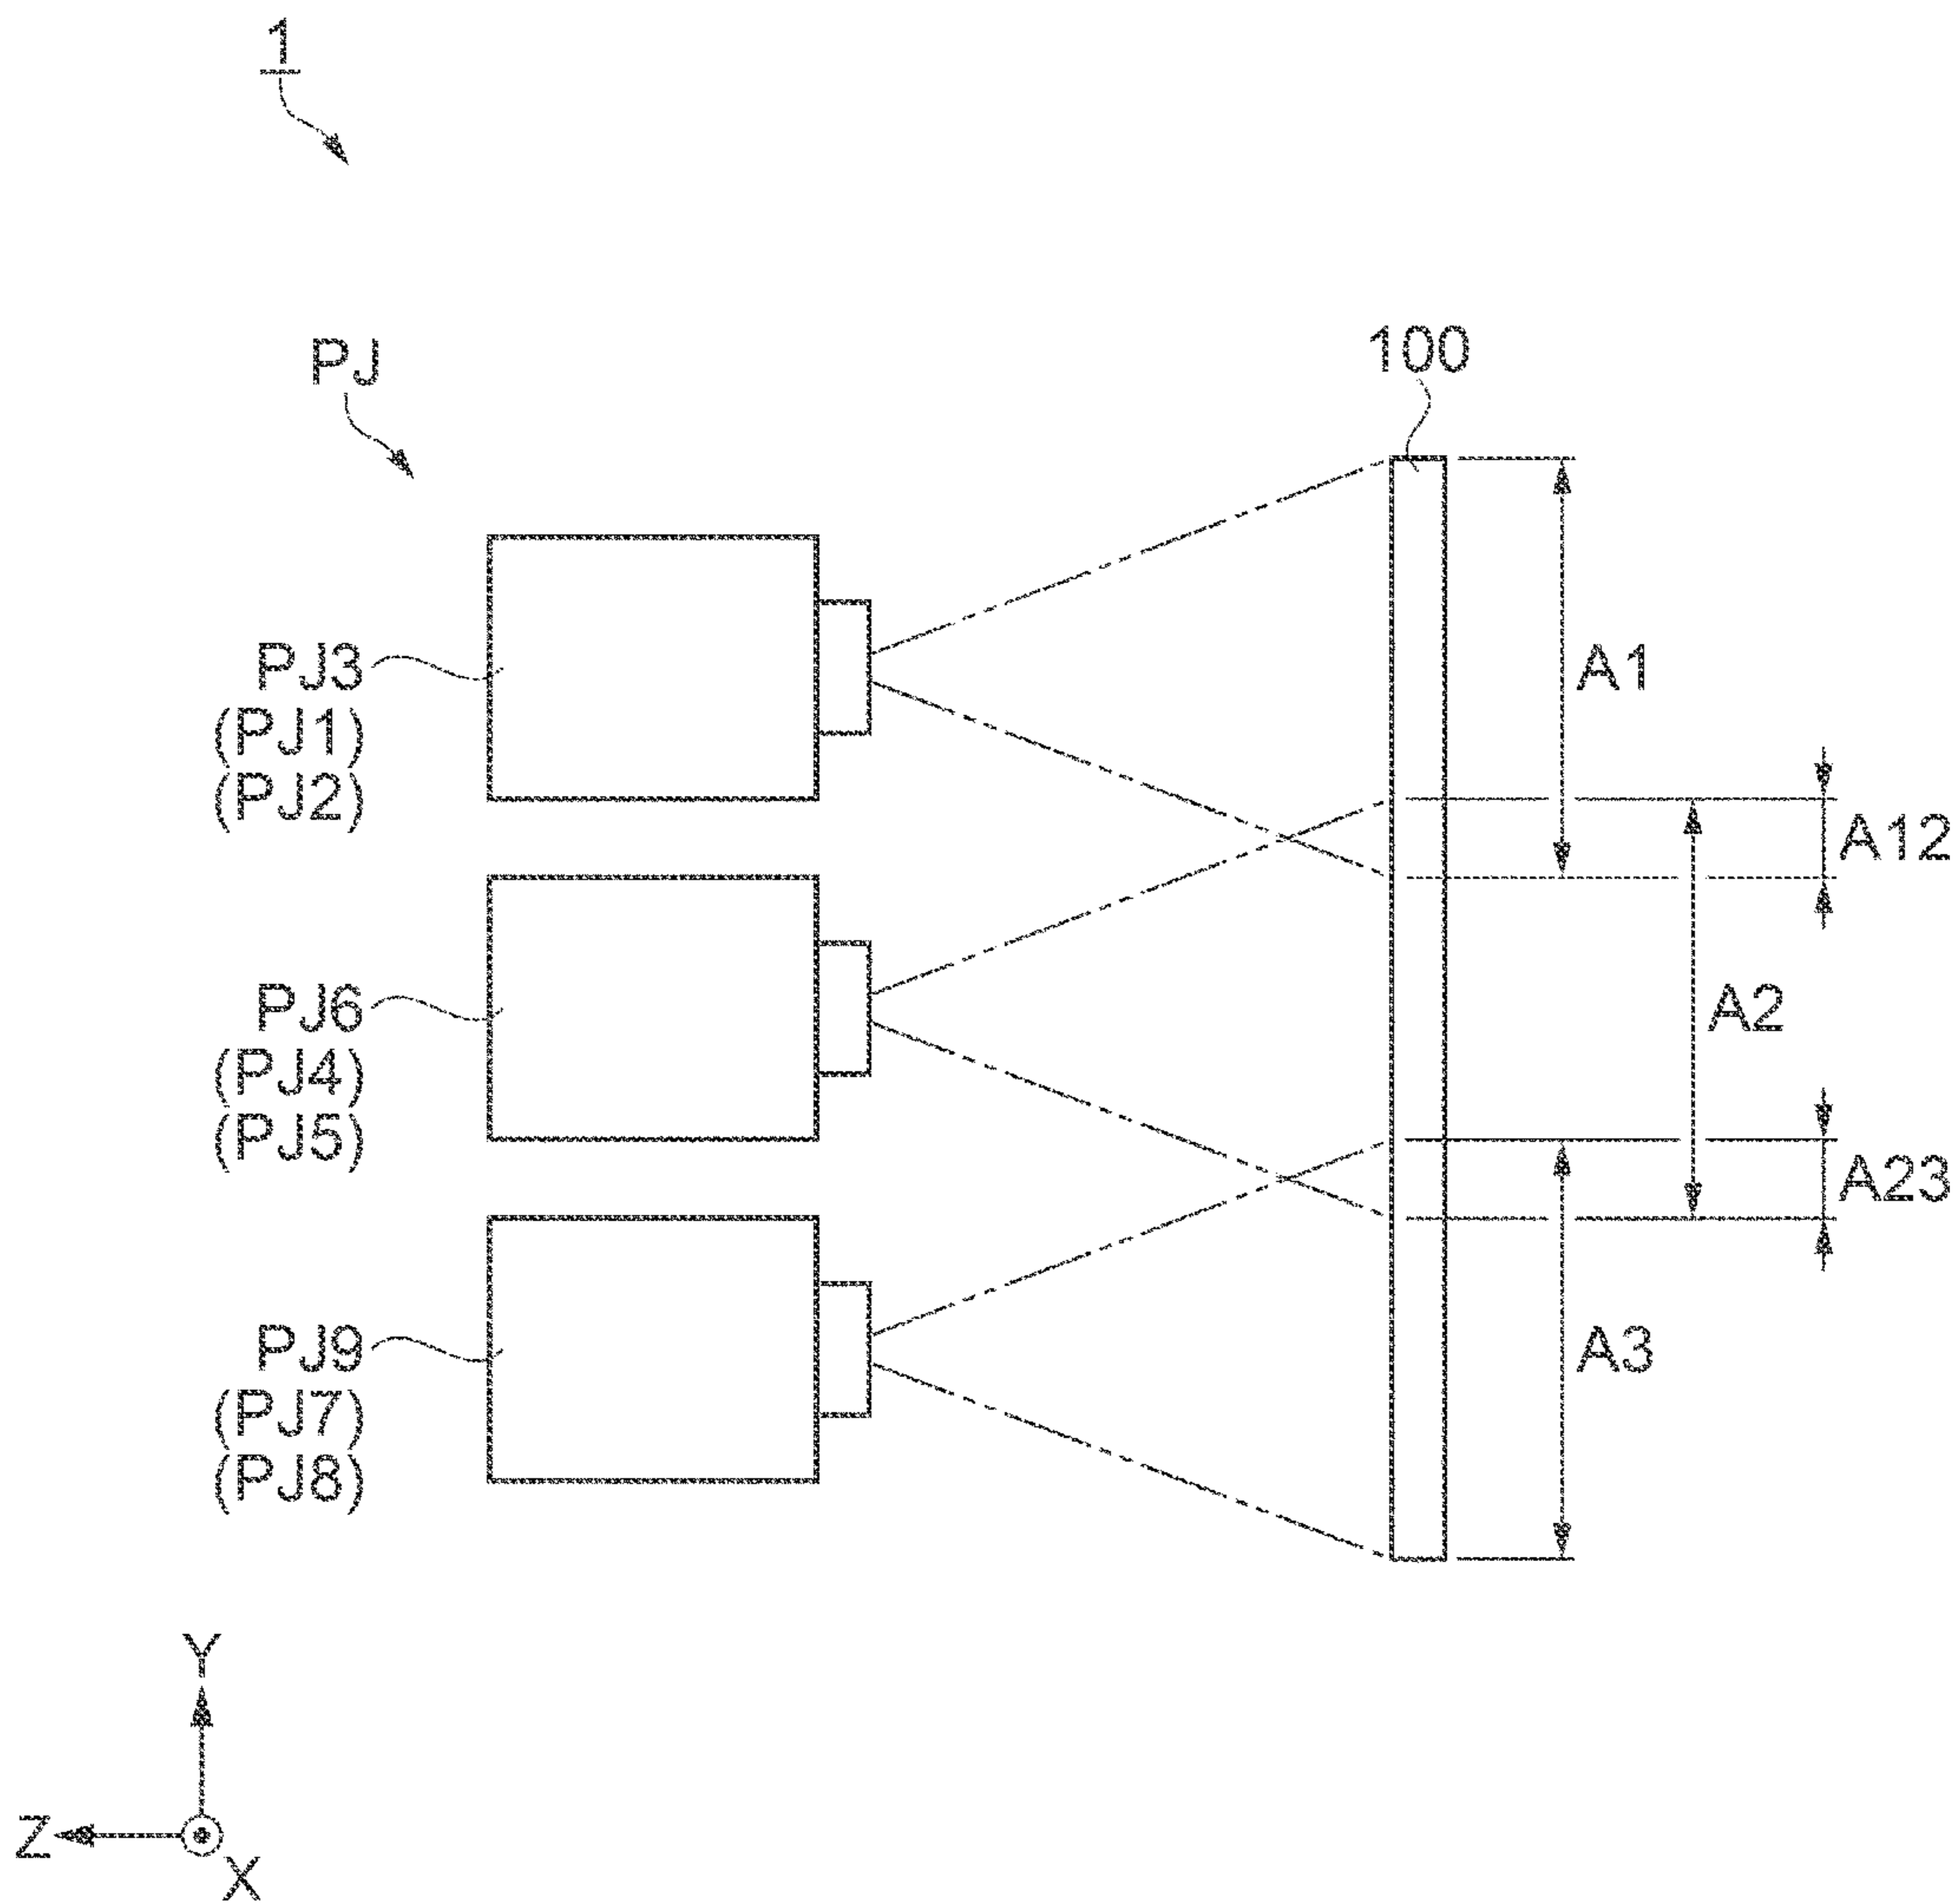 1
PJ
100
PJ3
(PJ1)
(PJ2)
A1
A12
PJ6
(PJ4)
(PJ5)
A2
A23
PJ9
(PJ7)
(PJ8)
A3
Y
Z
X